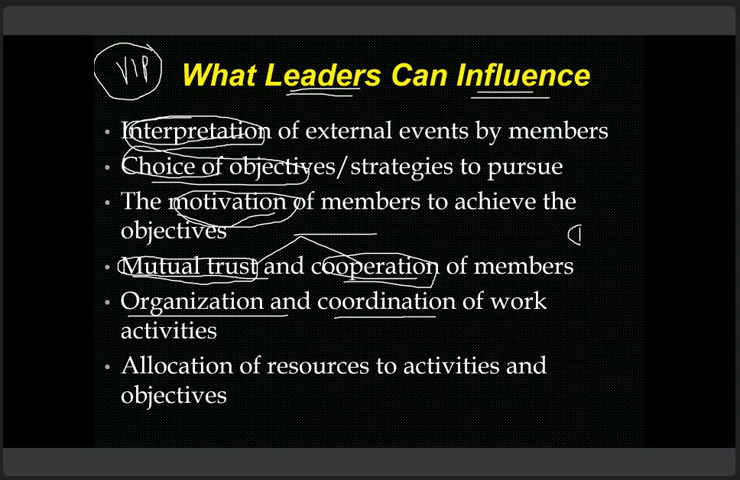 VIP What Leaders Can Influence
• Interpretation of external events by members
• Choice of objectives/strategies to pursue
• The motivation of members to achieve the
objectives
• Mutual trust and cooperation of members
• Organization and coordination of work
activities
• Allocation of resources to activities and
objectives